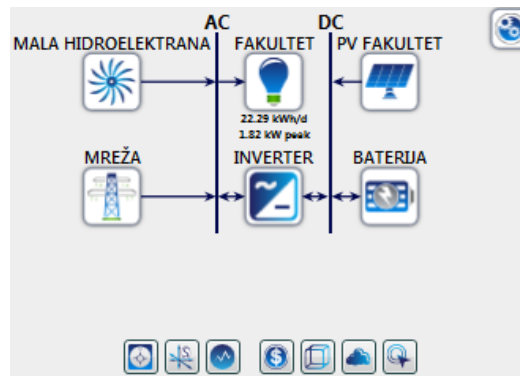 AC DC
MALA HIDROELEKTRANA FAKULTET PV FAKULTET
22.29 kWh/d
1.82 kW peak
MREŽA INVERTER BATERIJA